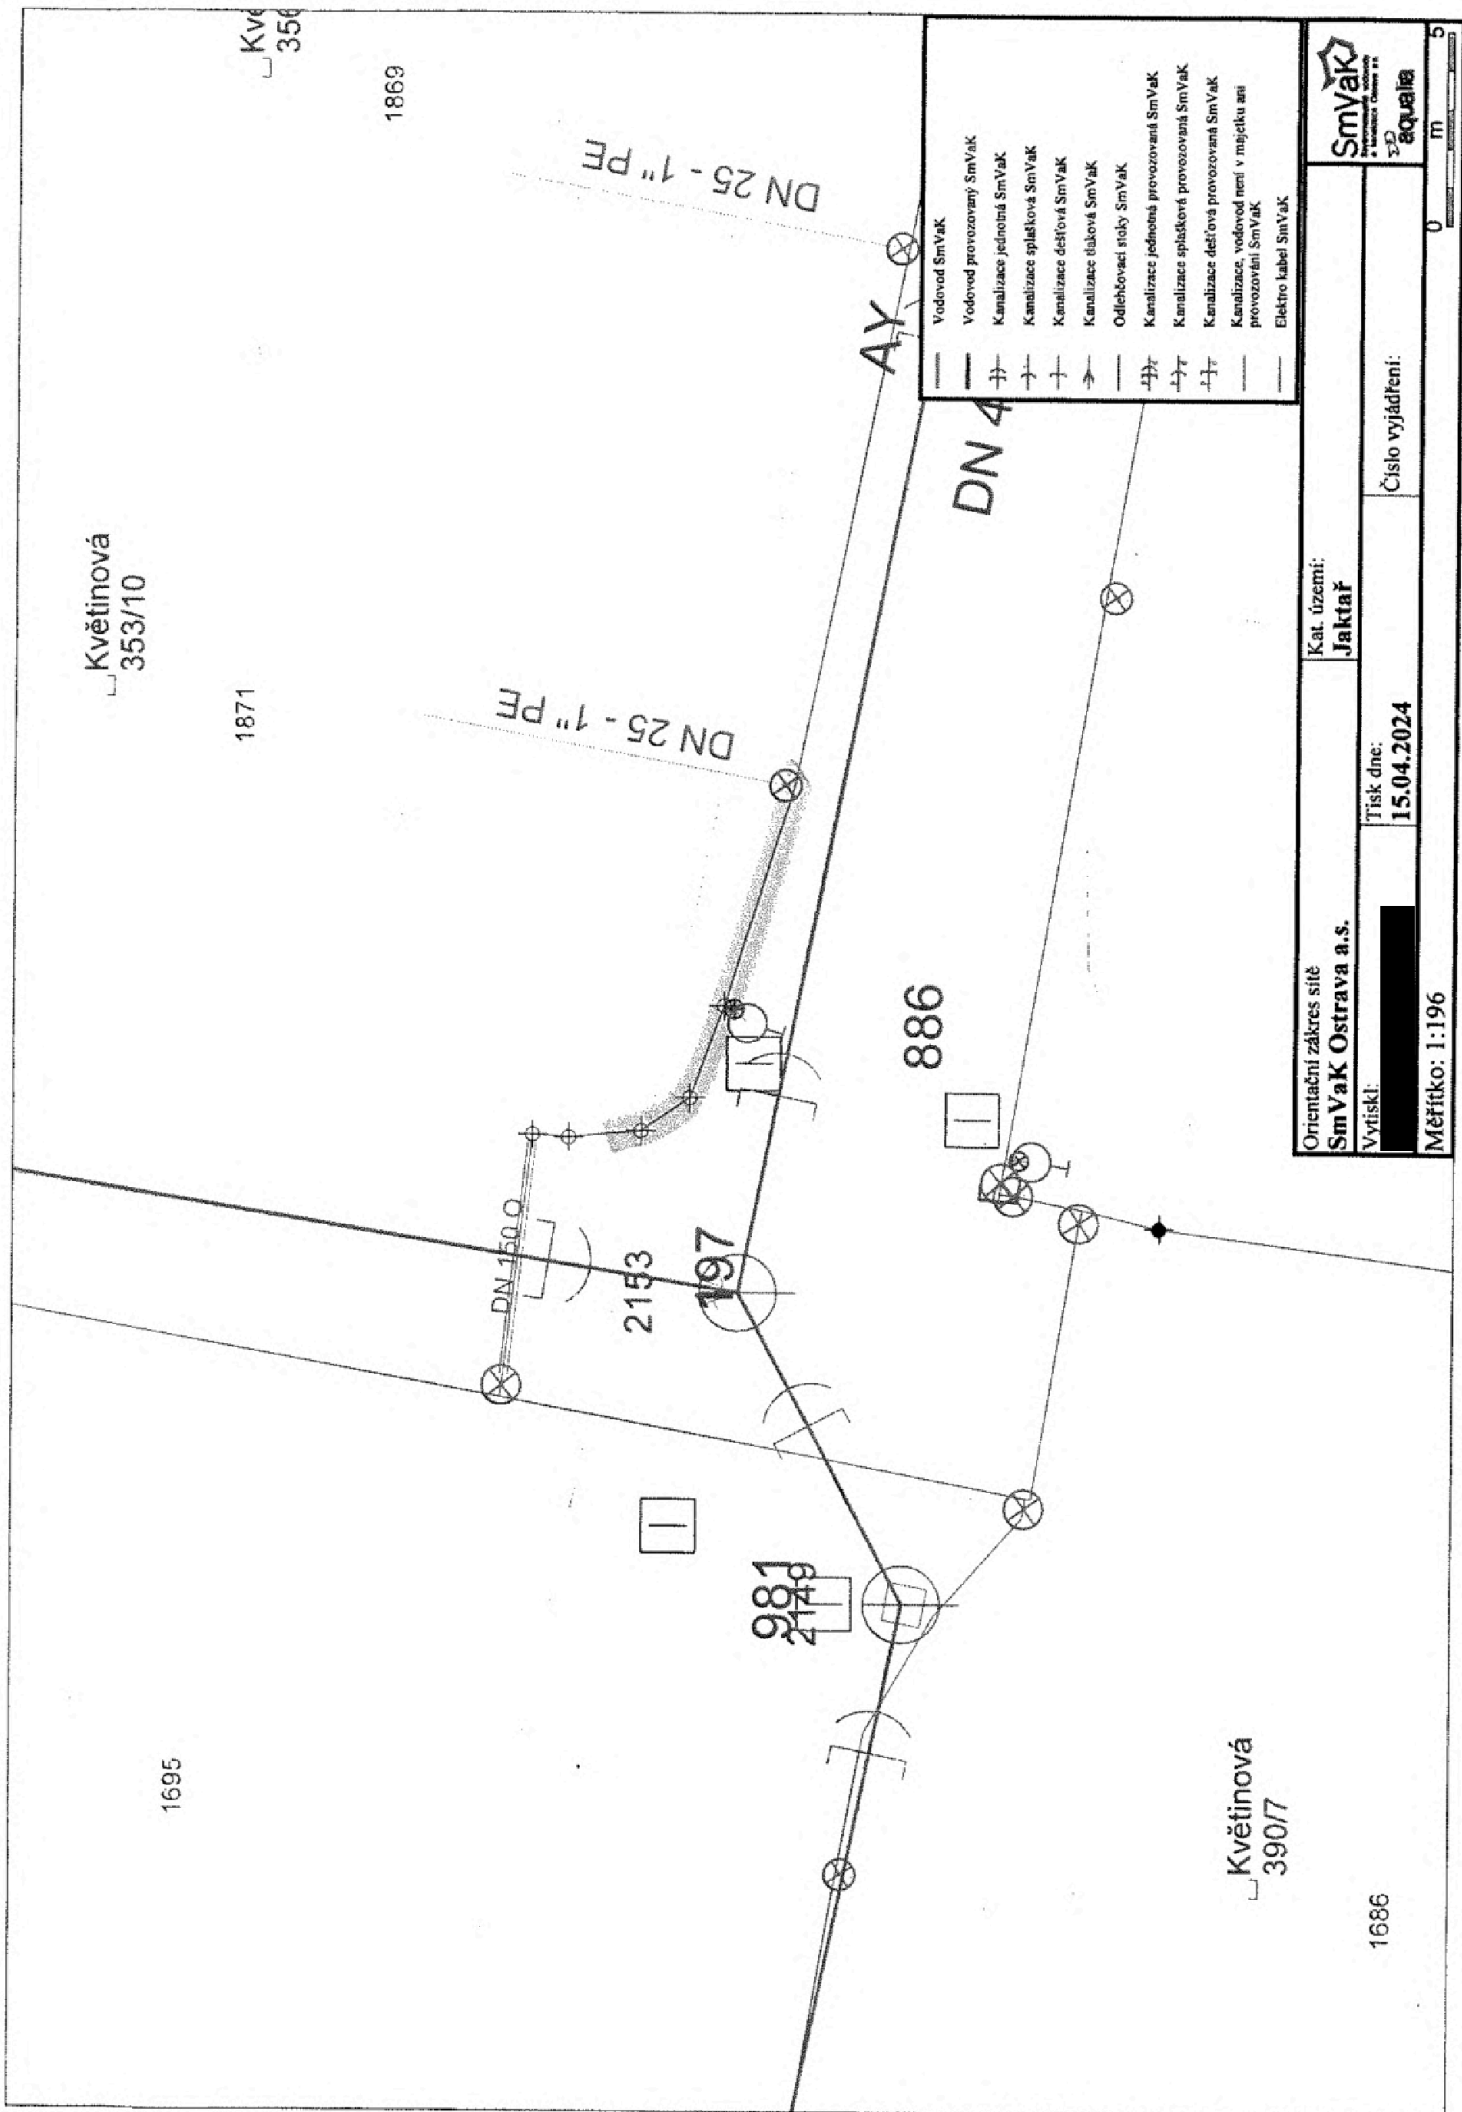 Květinová
353/10
1871
Kvě
356
1869
DN 25 - 1" PE
DN 25 - 1" PE
AY
DN 4
DN 150 O
2153
197
886
981
2149
1695
Květinová
390/7
1686
Vodovod SmVaK
Vodovod provozovaný SmVaK
Kanalizace jednotná SmVaK
Kanalizace splašková SmVaK
Kanalizace dešťová SmVaK
Kanalizace tlaková SmVaK
Odlehčovací stoky SmVaK
Kanalizace jednotná provozovaná SmVaK
Kanalizace splašková provozovaná SmVaK
Kanalizace dešťová provozovaná SmVaK
Kanalizace, vodovod není v majetku ani
provozování SmVaK
Elektro kabel SmVaK
Orientační zákres sítě
SmVaK Ostrava a.s.
Kat. území:
Jaktař
SmVaK
aqualia
Vytiskl:
Tisk dne:
15.04.2024
Číslo vyjádření:
Měřítko: 1:196
0 m 5